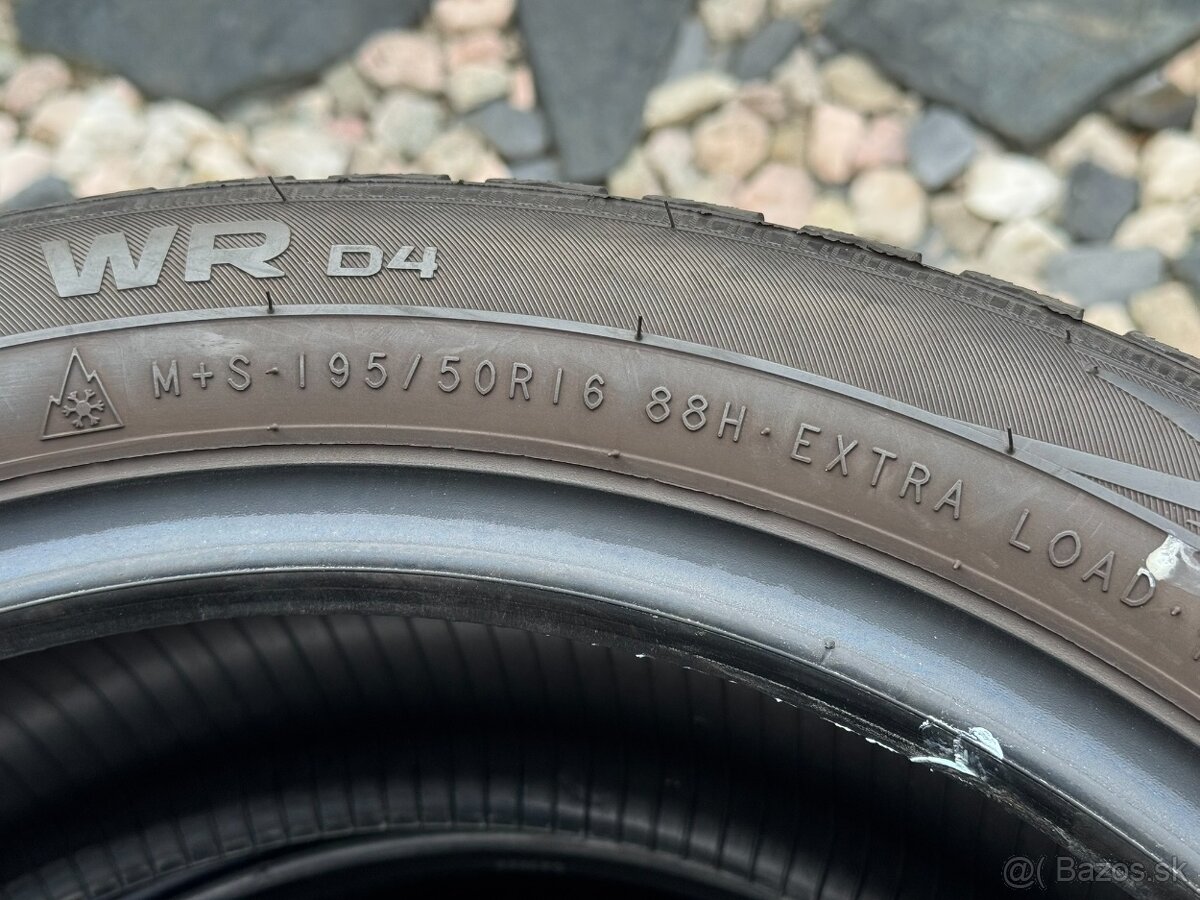 WR D4
M+S·195/50R16 88H·EXTRA LOAD·
@( Bazos.sk